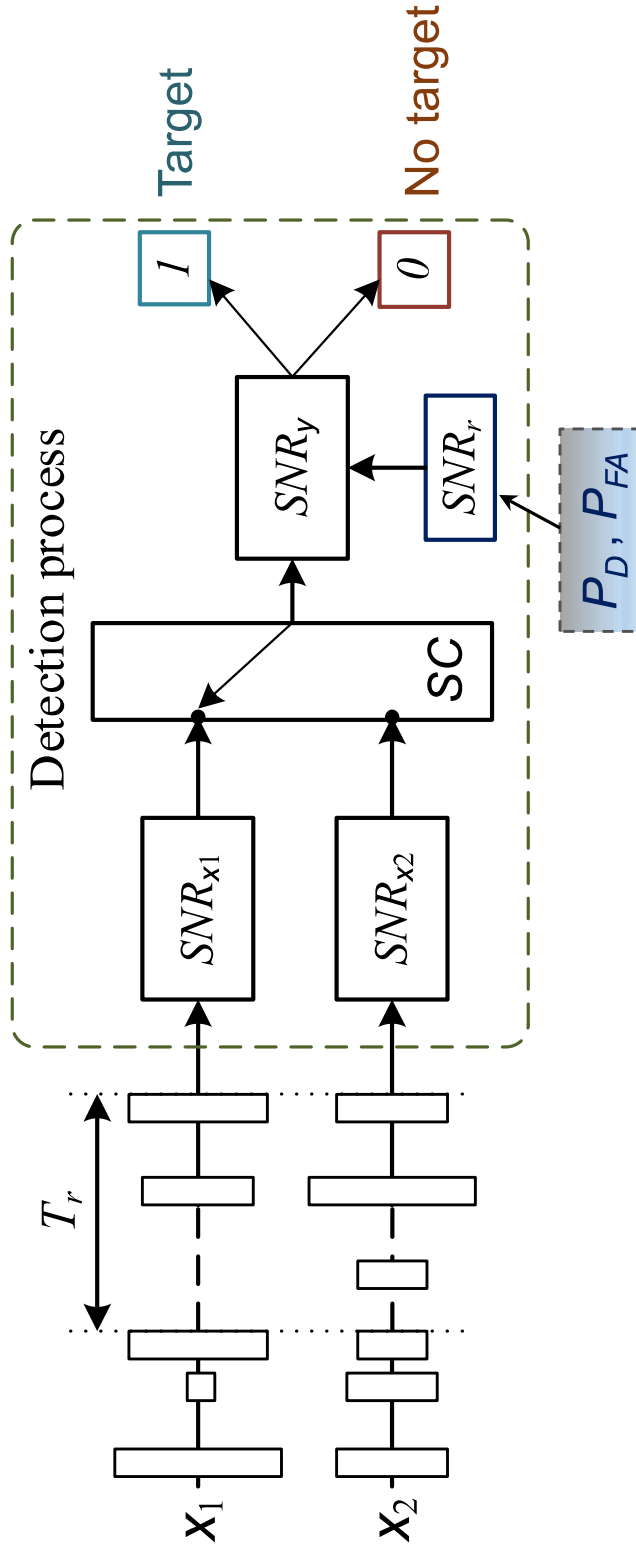 Detection process
T_r
x_1
SNR_x1
SC
SNR_y
1
Target
x_2
SNR_x2
SNR_r
0
No target
P_D , P_FA